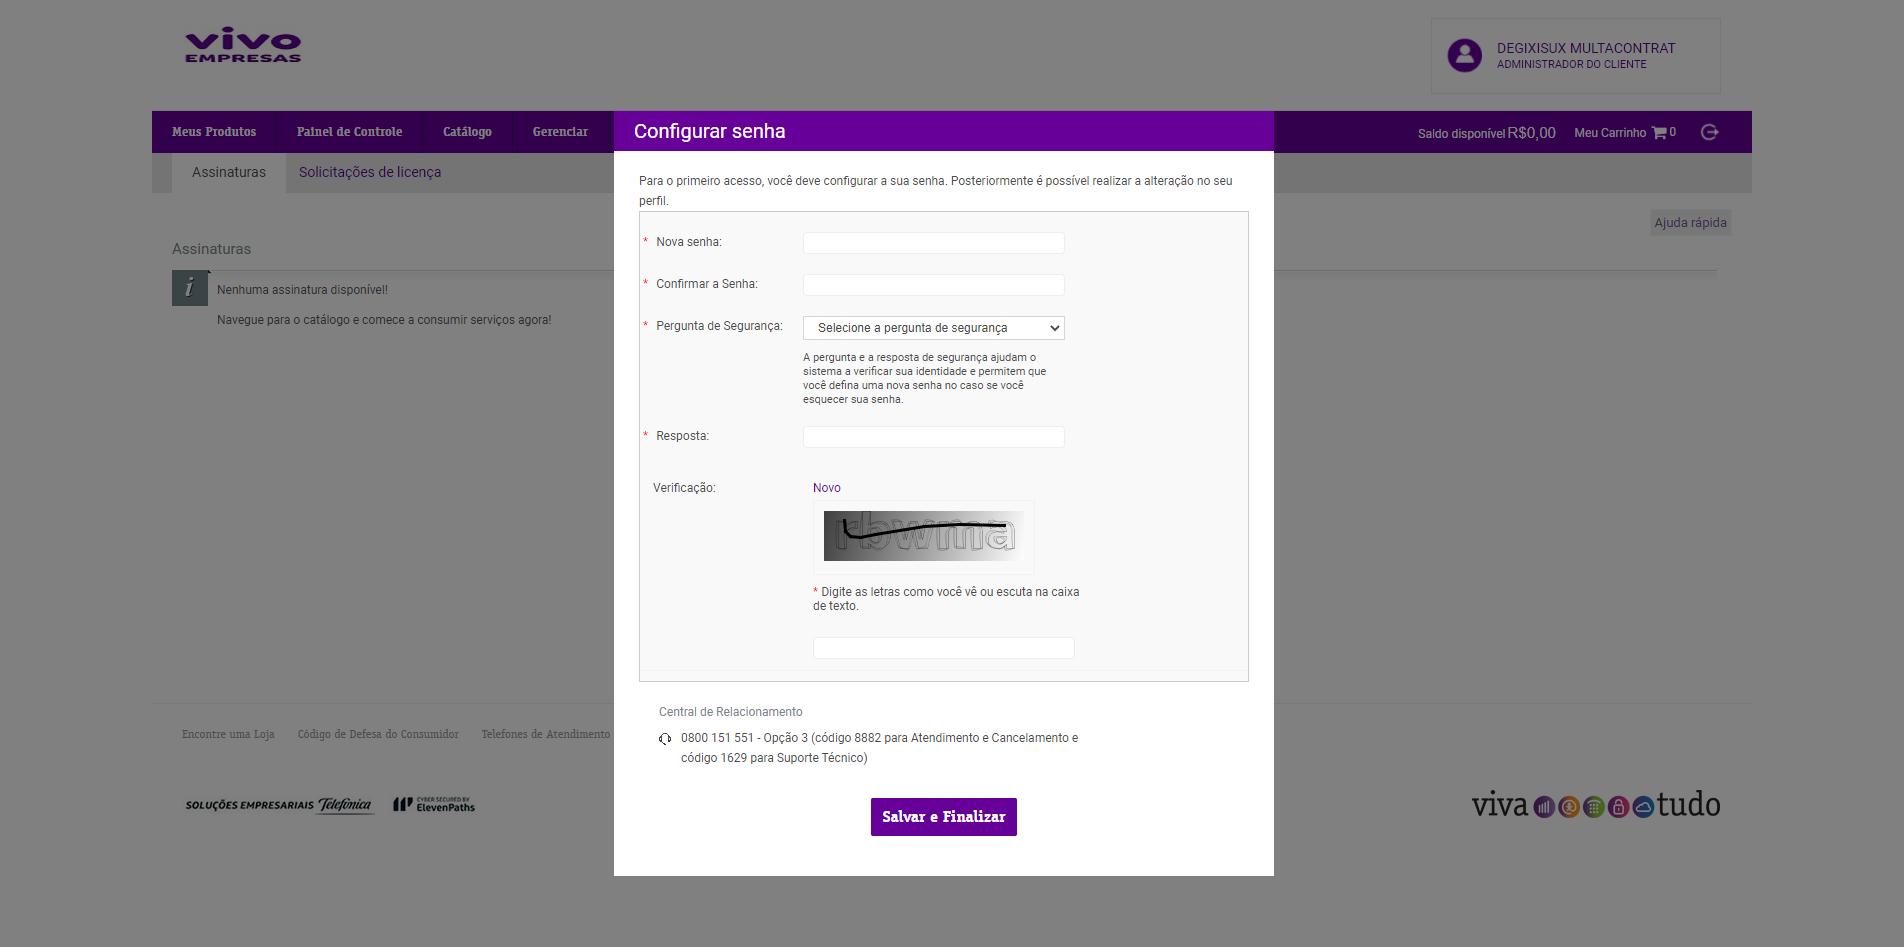 vivo
EMPRESAS
DEGIXISUX MULTACONTRAT
ADMINISTRADOR DO CLIENTE
Meus Produtos Painel de Controle Catálogo Gerenciar
Saldo disponível R$0,00 Meu Carrinho 0
Assinaturas Solicitações de licença
Ajuda rápida
Assinaturas
i
Nenhuma assinatura disponível!
Navegue para o catálogo e comece a consumir serviços agora!
Configurar senha
Para o primeiro acesso, você deve configurar a sua senha. Posteriormente é possível realizar a alteração no seu
perfil.
* Nova senha:
* Confirmar a Senha:
* Pergunta de Segurança: Selecione a pergunta de segurança
A pergunta e a resposta de segurança ajudam o
sistema a verificar sua identidade e permitem que
você defina uma nova senha no caso se você
esquecer sua senha.
* Resposta:
Verificação: Novo
rbwma
* Digite as letras como você vê ou escuta na caixa
de texto.
Central de Relacionamento
0800 151 551 - Opção 3 (código 8882 para Atendimento e Cancelamento e
código 1629 para Suporte Técnico)
Salvar e Finalizar
Encontre uma Loja Código de Defesa do Consumidor Telefones de Atendimento
SOLUÇÕES EMPRESARIAIS Telefónica
CYBER SECURED BY
ElevenPaths
viva tudo